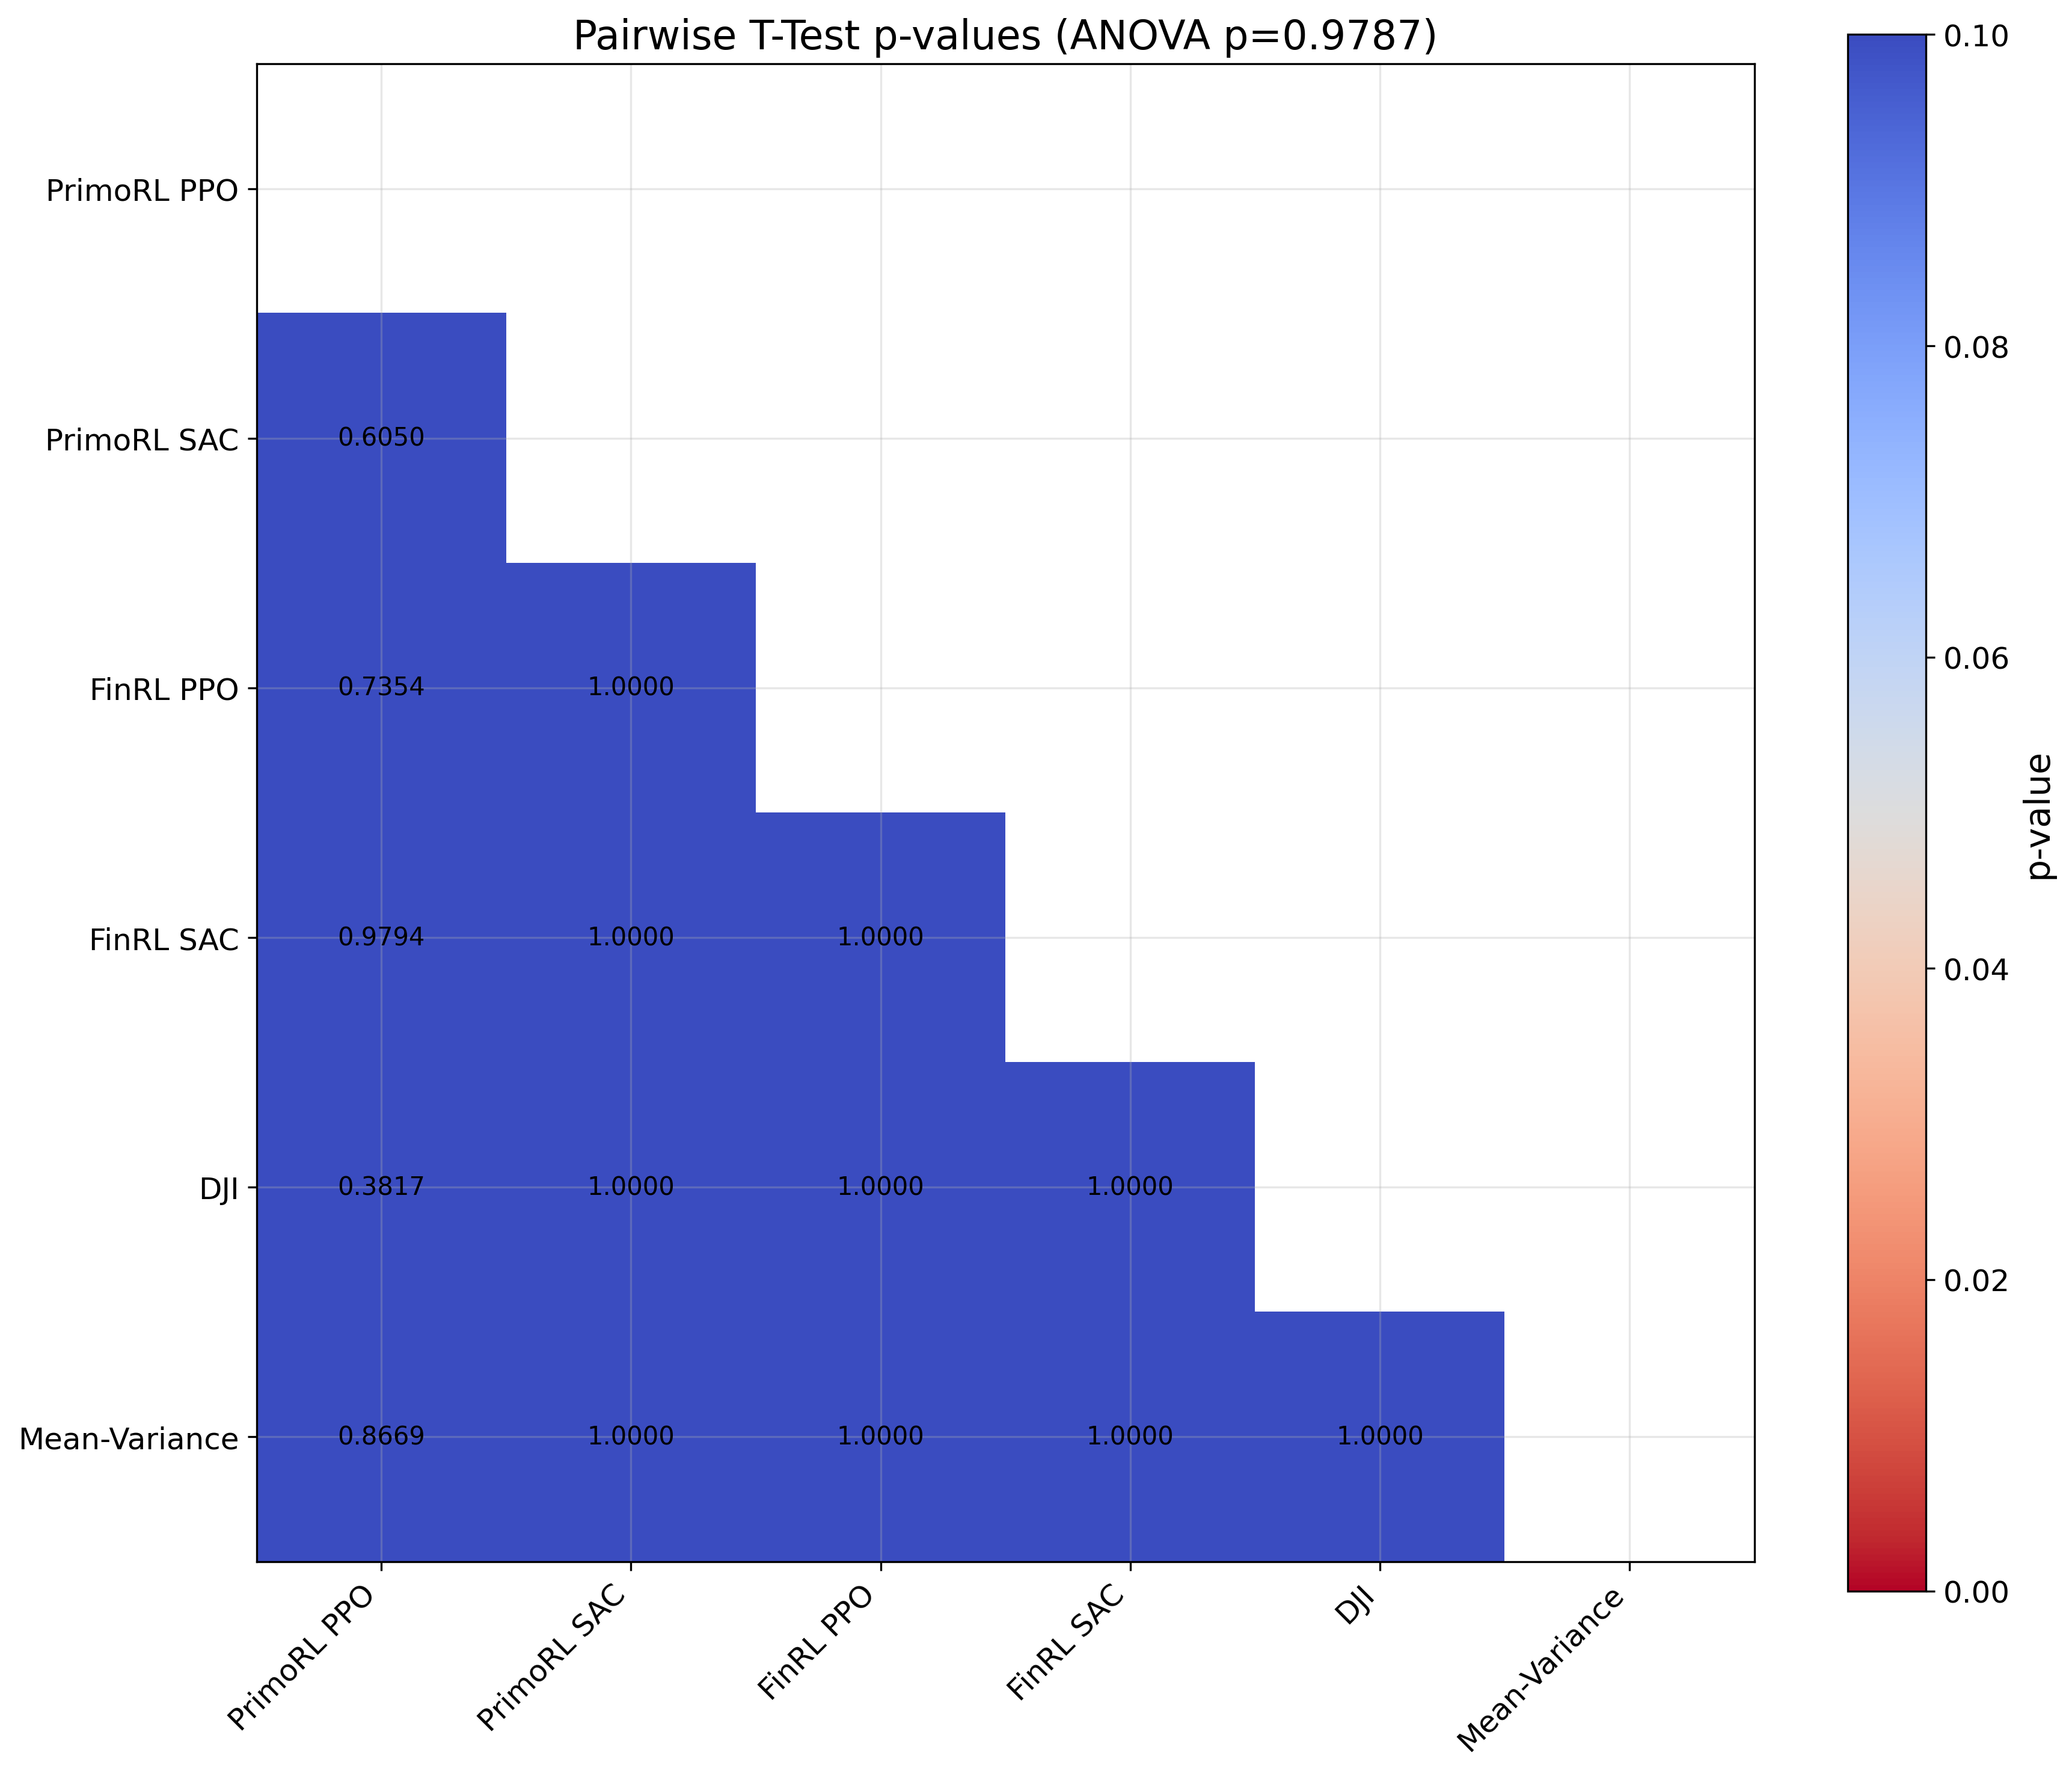 Pairwise T-Test p-values (ANOVA p=0.9787)
PrimoRL PPO
PrimoRL SAC
FinRL PPO
FinRL SAC
DJI
Mean-Variance
0.6050
0.7354 1.0000
0.9794 1.0000 1.0000
0.3817 1.0000 1.0000 1.0000
0.8669 1.0000 1.0000 1.0000 1.0000
PrimoRL PPO
PrimoRL SAC
FinRL PPO
FinRL SAC
DJI
Mean-Variance
0.10
0.08
0.06
0.04
0.02
0.00
p-value